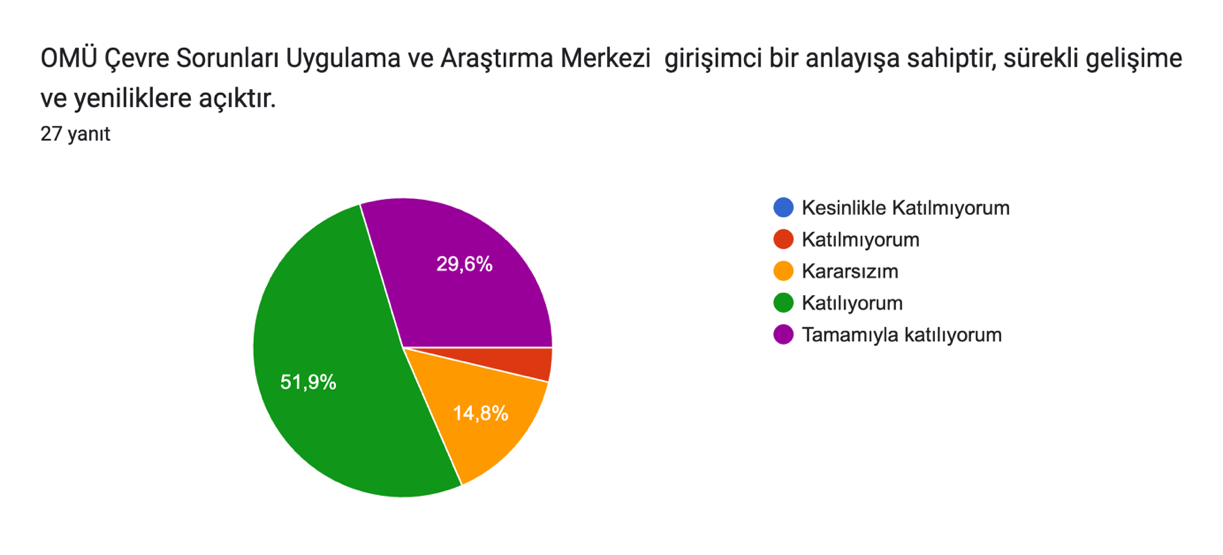 OMÜ Çevre Sorunları Uygulama ve Araştırma Merkezi  girişimci bir anlayışa sahiptir, sürekli gelişime
ve yeniliklere açıktır.
27 yanıt
Kesinlikle Katılmıyorum
Katılmıyorum
Kararsızım
Katılıyorum
Tamamıyla katılıyorum
29,6%
51,9%
14,8%